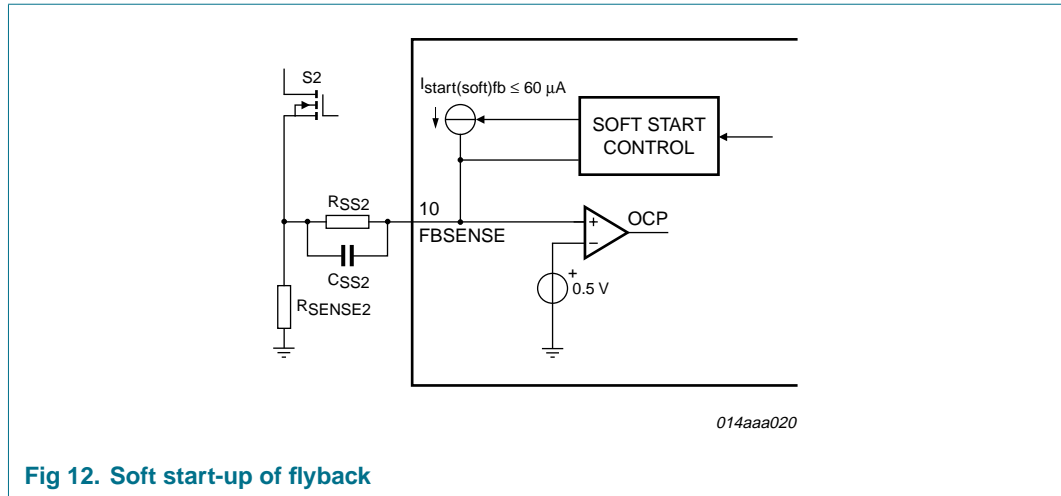 S2
Istart(soft)fb ≤ 60 μA
SOFT START
CONTROL
RSS2
10
FBSENSE
CSS2
RSENSE2
+
−
OCP
+
0.5 V
014aaa020
Fig 12. Soft start-up of flyback